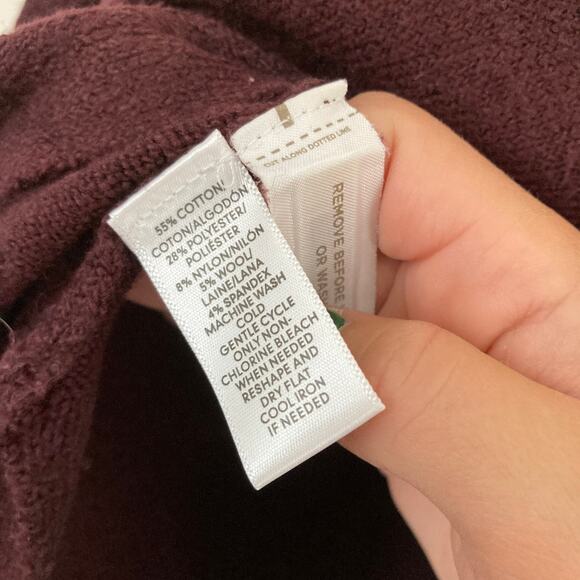 55% COTTON/
COTON/ALGODÓN
28% POLYESTER/
POLIÉSTER
8% NYLON/NILÓN
5% WOOL/
LAINE/LANA
4% SPANDEX
MACHINE WASH
COLD
GENTLE CYCLE
ONLY NON-
CHLORINE BLEACH
WHEN NEEDED
RESHAPE AND
DRY FLAT
COOL IRON
IF NEEDED
CUT ALONG DOTTED LINE
REMOVE BEFORE
OR